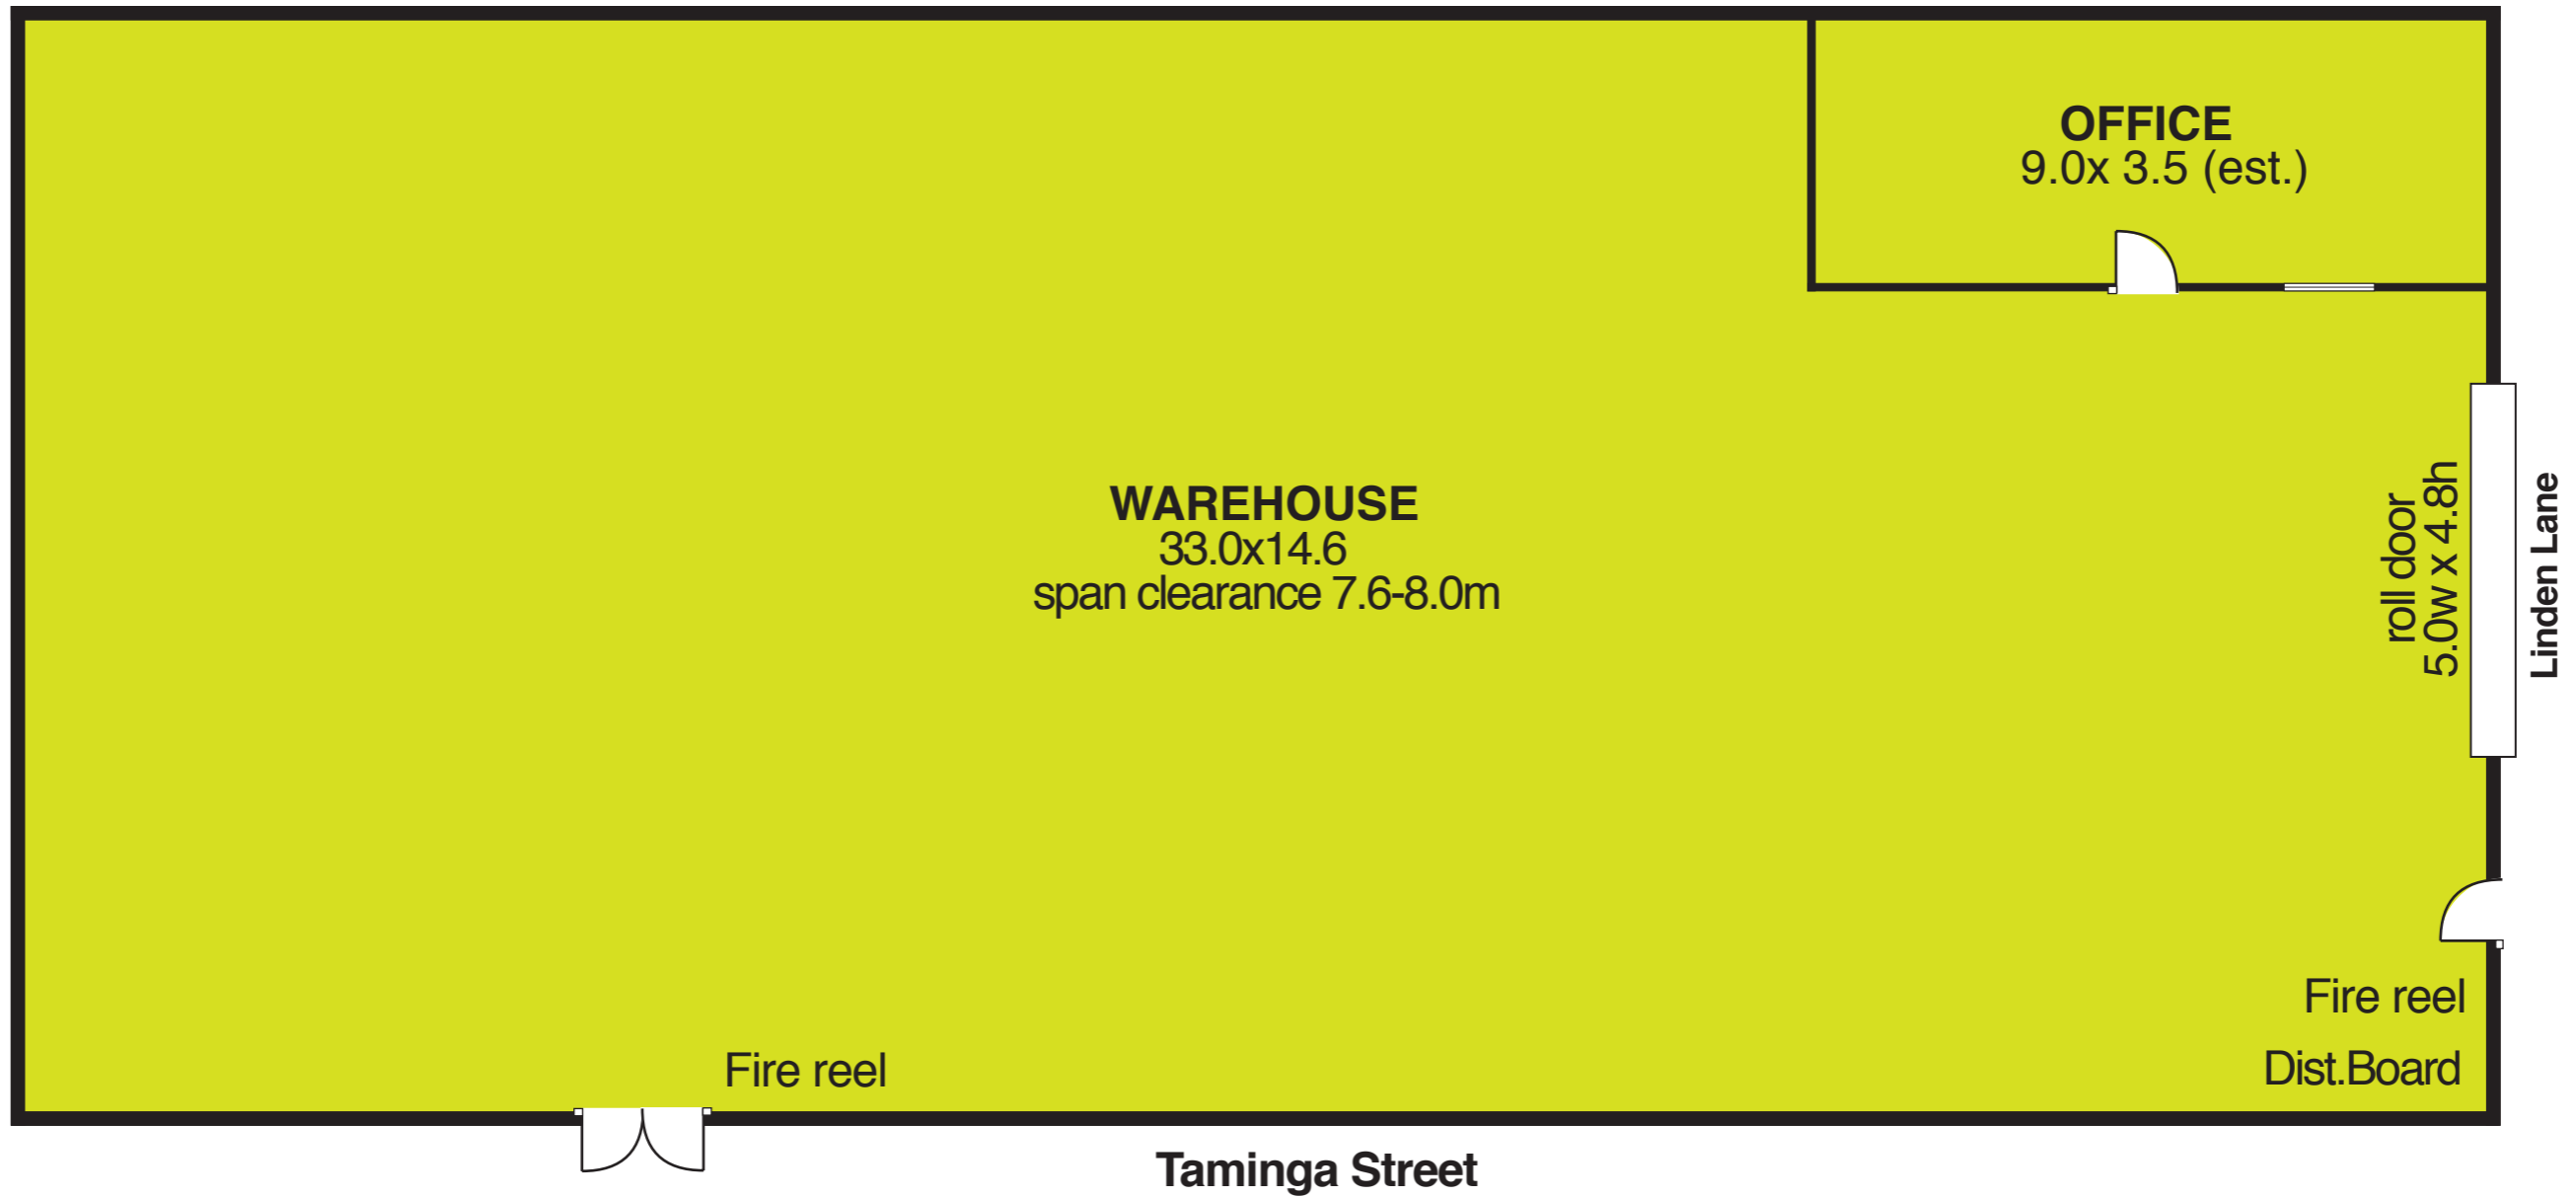 OFFICE
9.0x 3.5 (est.)
WAREHOUSE
33.0x14.6
span clearance 7.6-8.0m
roll door
5.0w x 4.8h
Linden Lane
Fire reel
Dist.Board
Fire reel
Taminga Street